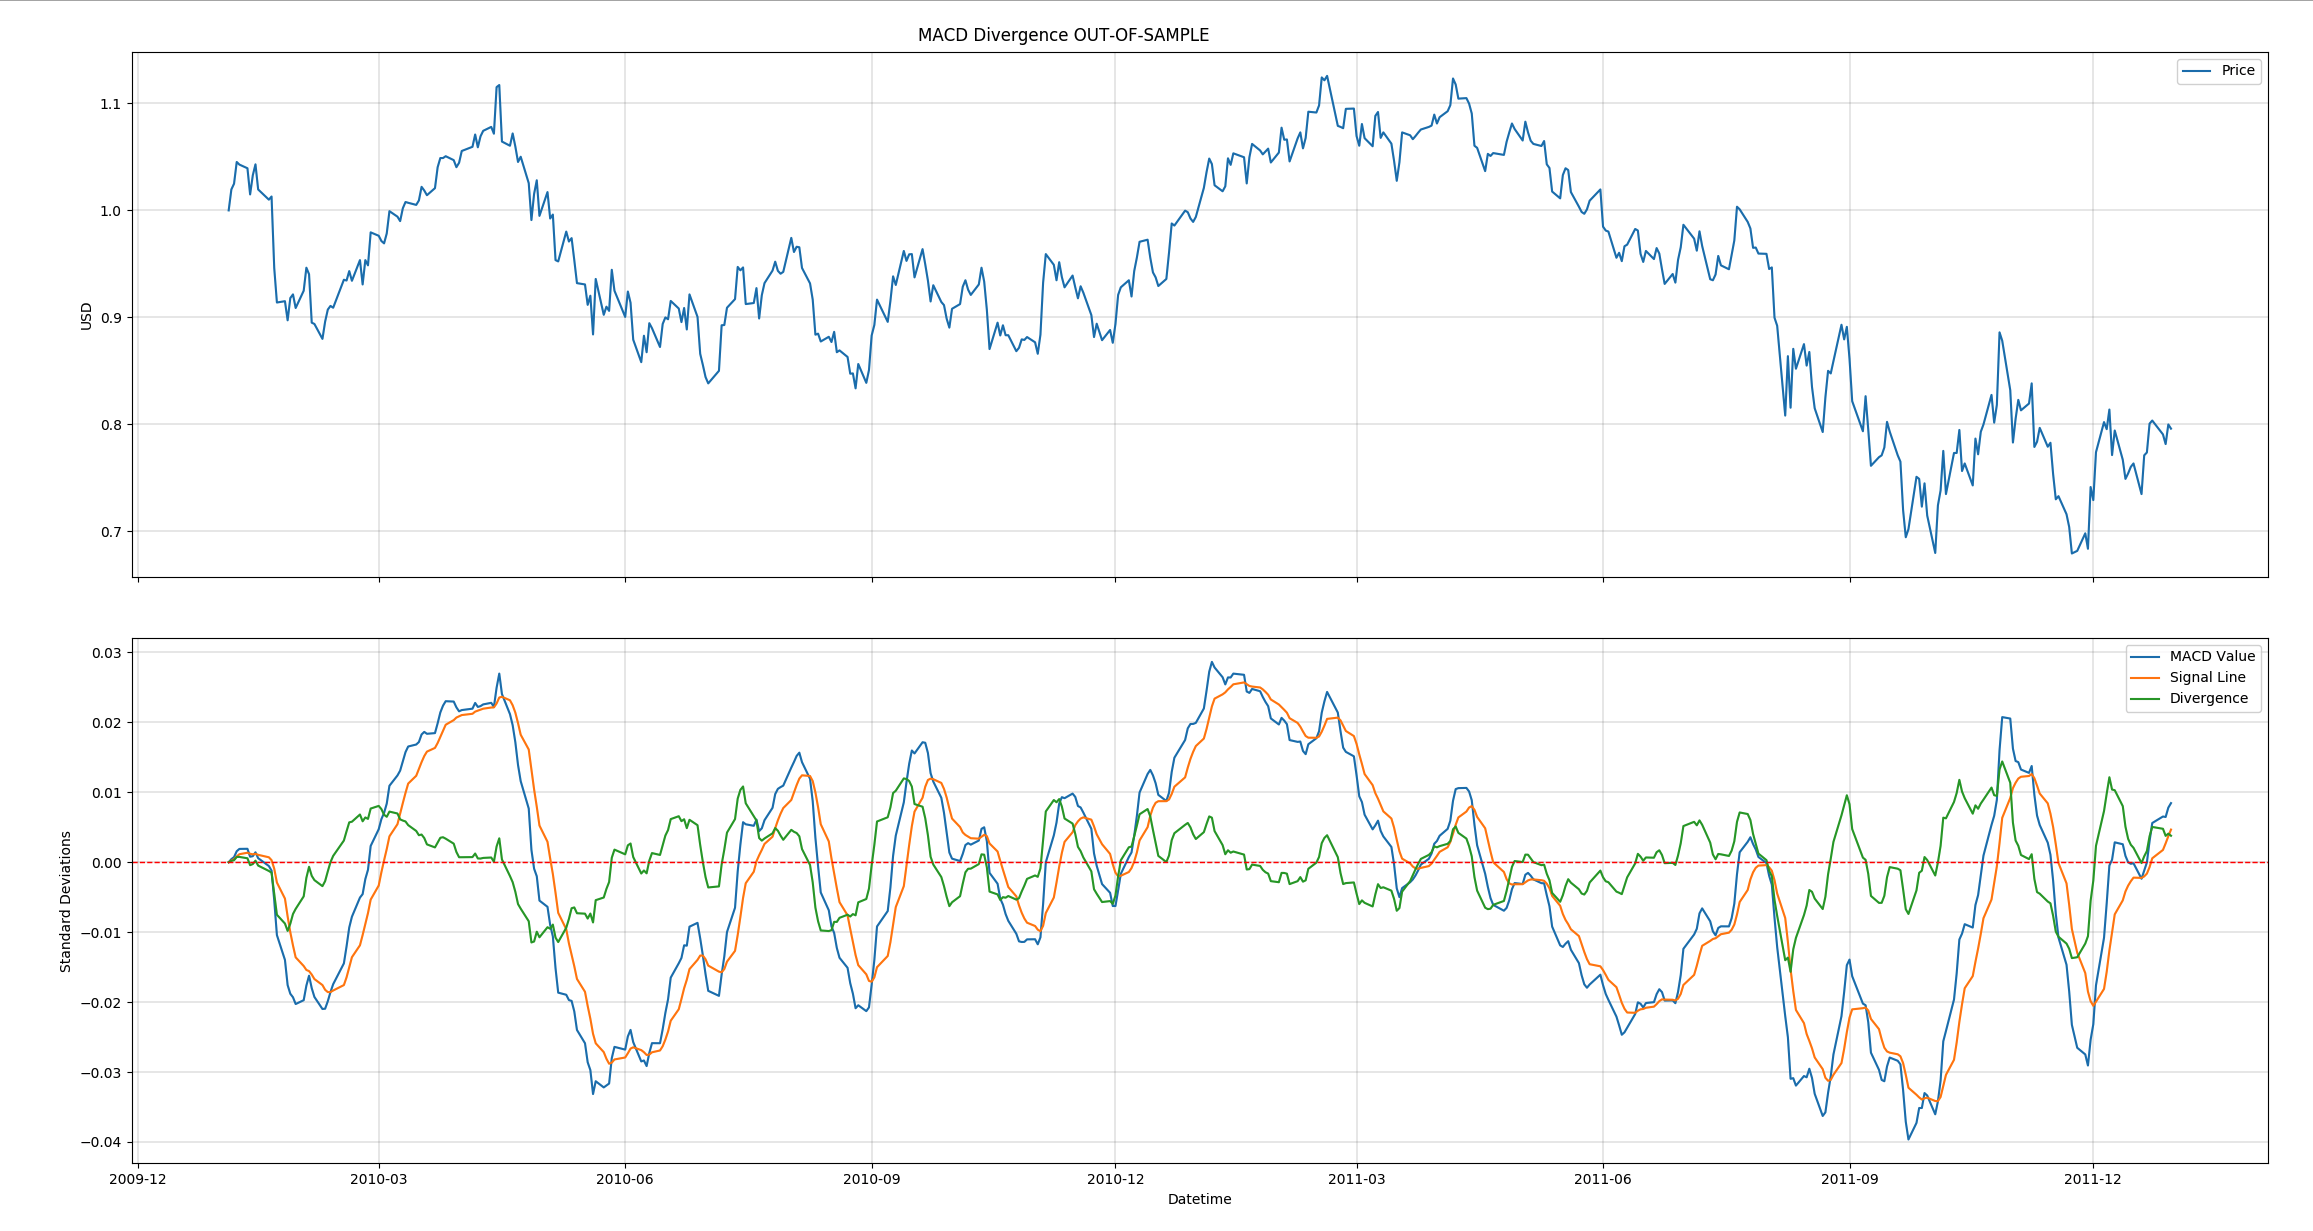 MACD Divergence OUT-OF-SAMPLE
Price
1.1
1.0
0.9
0.8
0.7
USD
MACD Value
Signal Line
Divergence
0.03
0.02
0.01
0.00
−0.01
−0.02
−0.03
−0.04
Standard Deviations
2009-12 2010-03 2010-06 2010-09 2010-12 2011-03 2011-06 2011-09 2011-12
Datetime